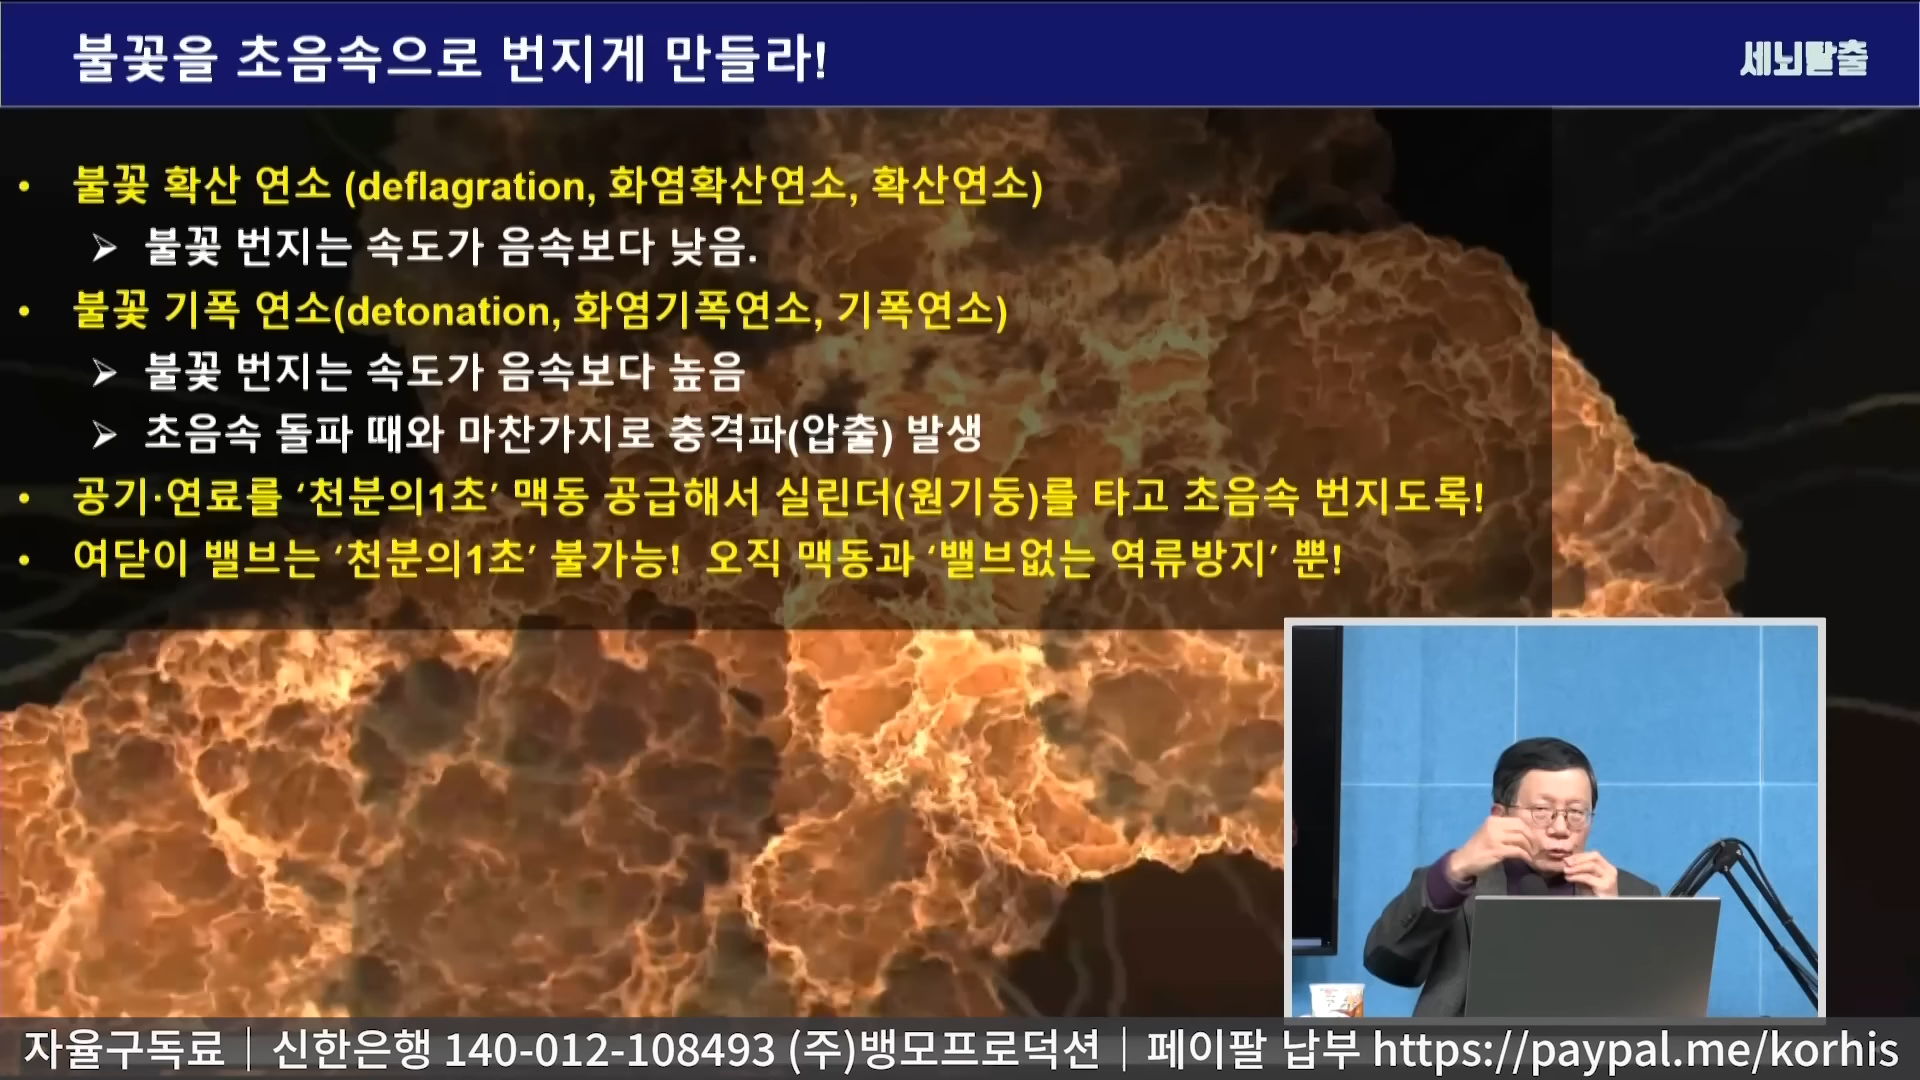 불꽃을 초음속으로 번지게 만들라!
세뇌탈출
• 불꽃 확산 연소 (deflagration, 화염확산연소, 확산연소)
➢ 불꽃 번지는 속도가 음속보다 낮음.
• 불꽃 기폭 연소(detonation, 화염기폭연소, 기폭연소)
➢ 불꽃 번지는 속도가 음속보다 높음
➢ 초음속 돌파 때와 마찬가지로 충격파(압출) 발생
• 공기·연료를 ‘천분의1초’ 맥동 공급해서 실린더(원기둥)를 타고 초음속 번지도록!
• 여닫이 밸브는 ‘천분의1초’ 불가능! 오직 맥동과 ‘밸브없는 역류방지’ 뿐!
자율구독료｜신한은행 140-012-108493 (주)뱅모프로덕션｜페이팔 납부 https://paypal.me/korhis